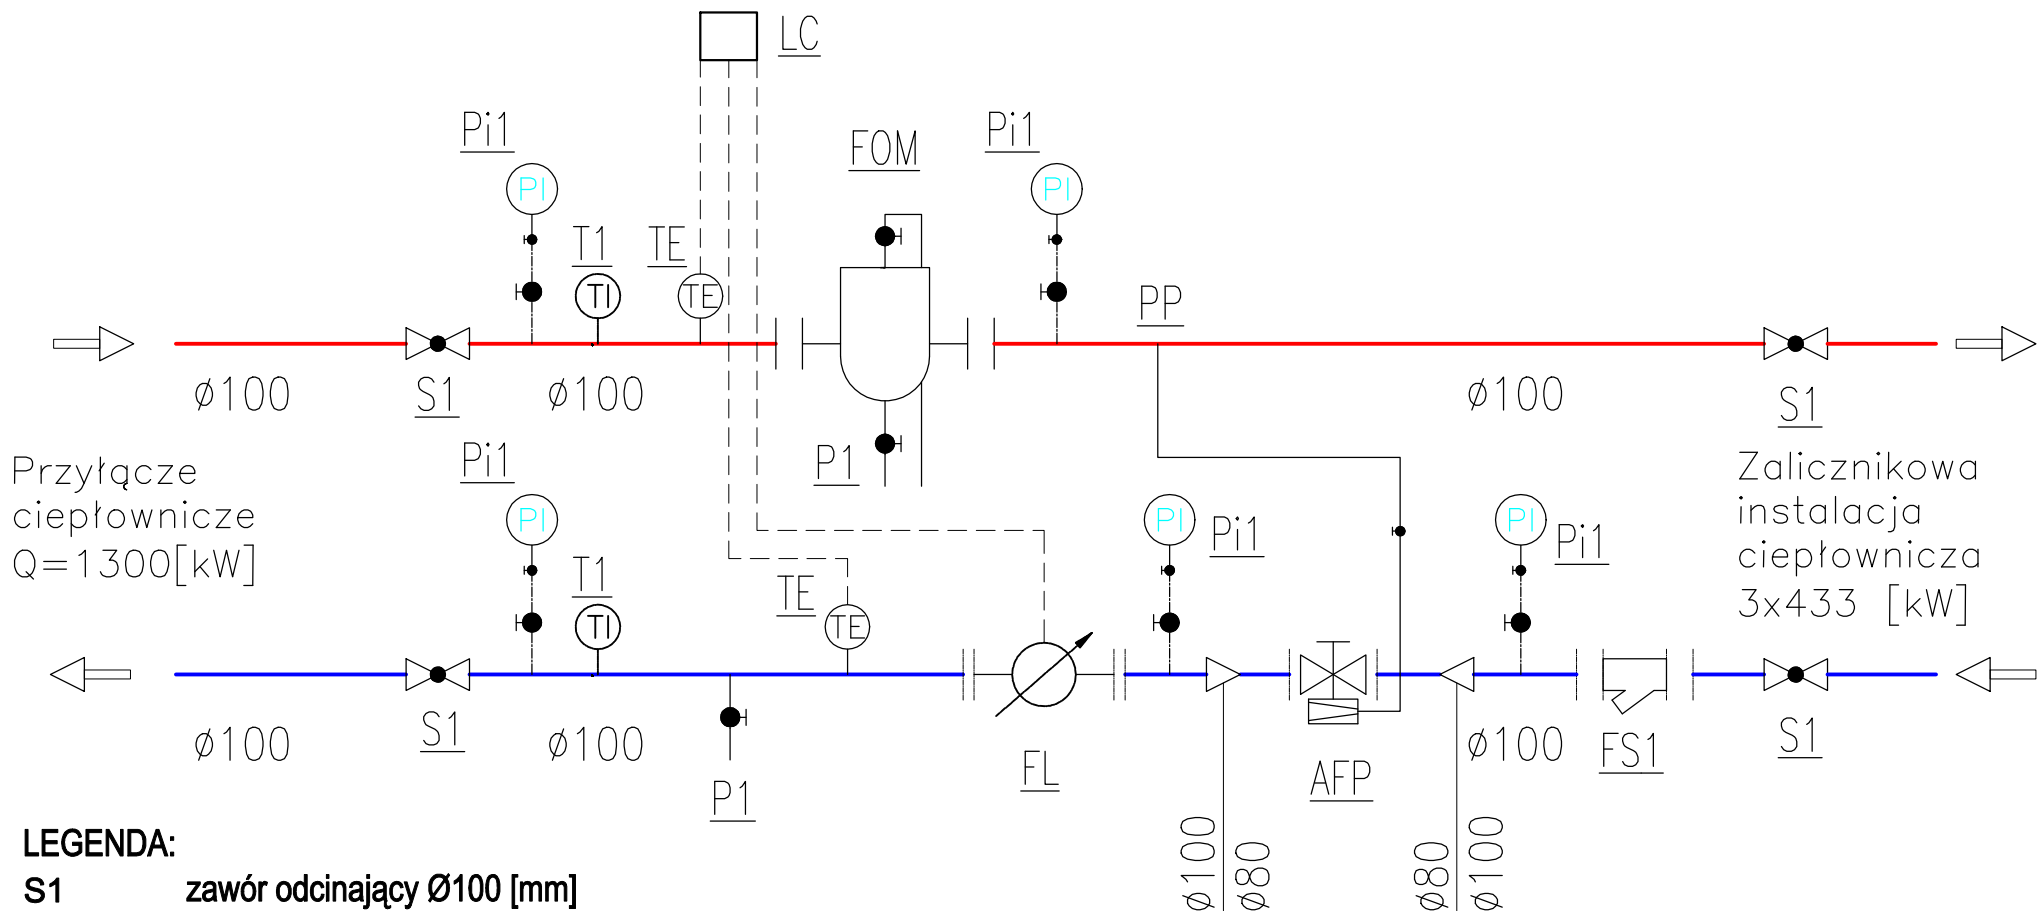 LC
Pi1
FOM
Pi1
PI
PI
T1
TE
TI
TE
PP
ø100
S1
ø100
ø100
S1
Pi1
P1
Przyłącze
ciepłownicze
Q=1300[kW]
Zalicznikowa
instalacja
ciepłownicza
3x433 [kW]
PI
PI
Pi1
PI
Pi1
T1
TE
TI
TE
ø100
S1
ø100
P1
FL
AFP
ø100
FS1
S1
ø100
ø80
ø80
ø100
LEGENDA:
S1 zawór odcinający Ø100 [mm]